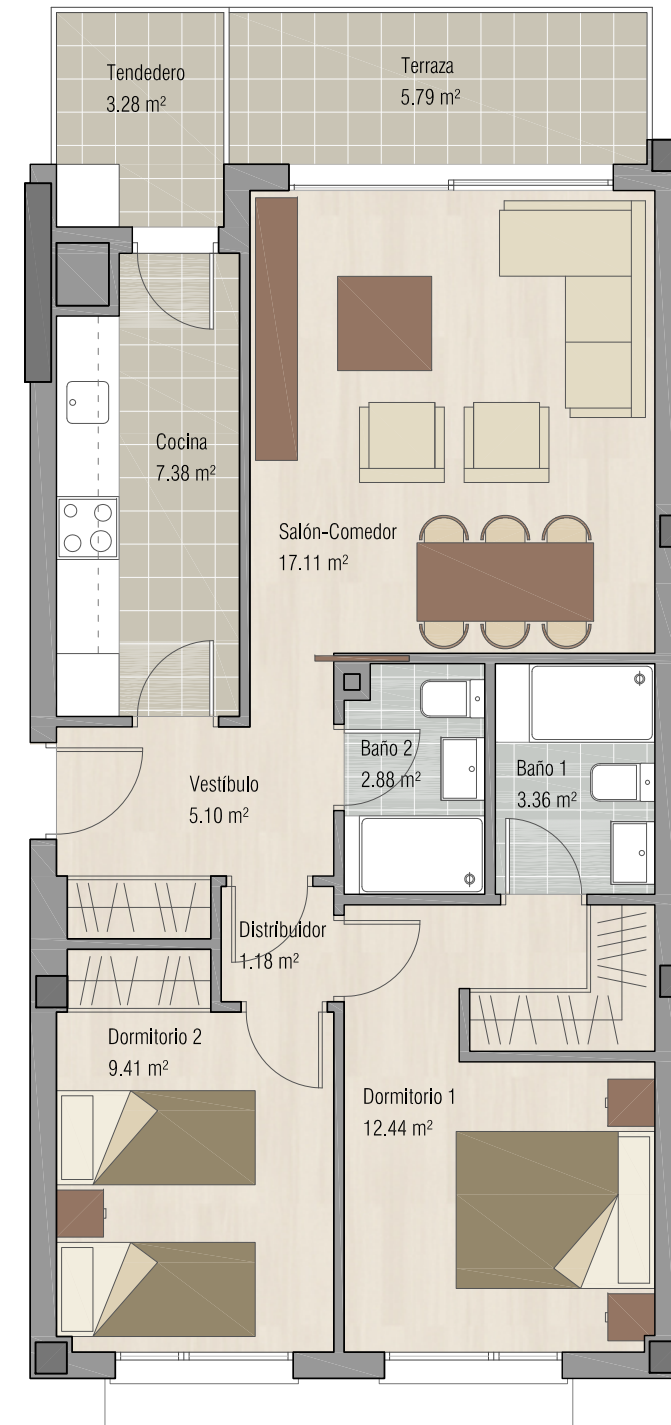 Tendedero
3.28 m²
Terraza
5.79 m²
Cocina
7.38 m²
Salón-Comedor
17.11 m²
Baño 2
2.88 m²
Baño 1
3.36 m²
Vestíbulo
5.10 m²
Distribuidor
1.18 m²
Dormitorio 2
9.41 m²
Dormitorio 1
12.44 m²